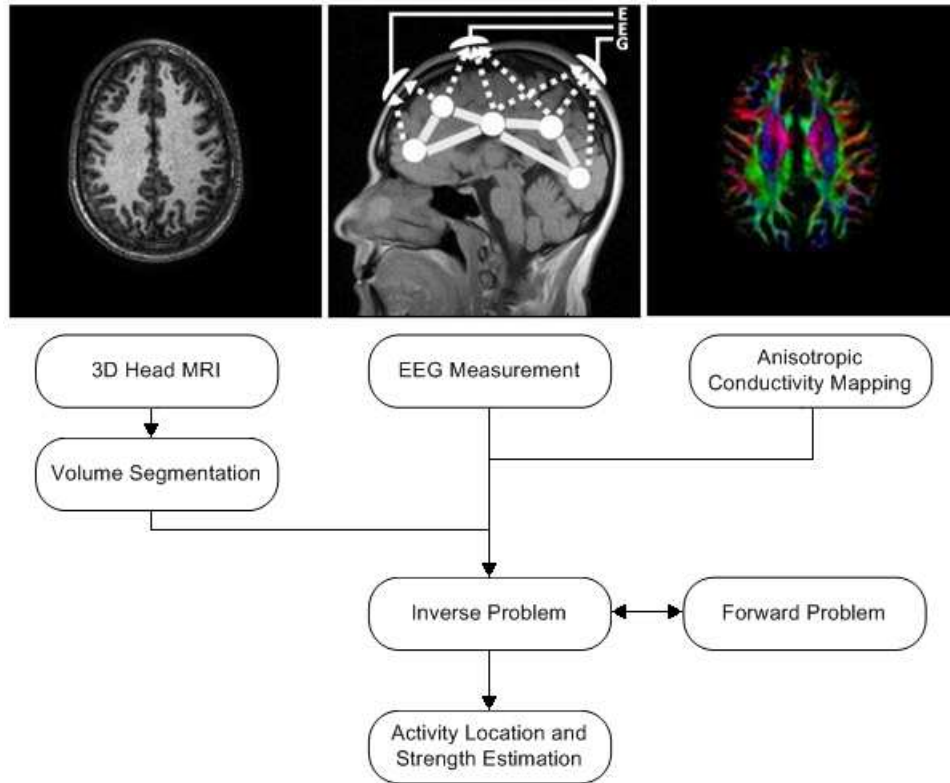 E
E
G
3D Head MRI
EEG Measurement
Anisotropic
Conductivity Mapping
Volume Segmentation
Inverse Problem
Forward Problem
Activity Location and
Strength Estimation